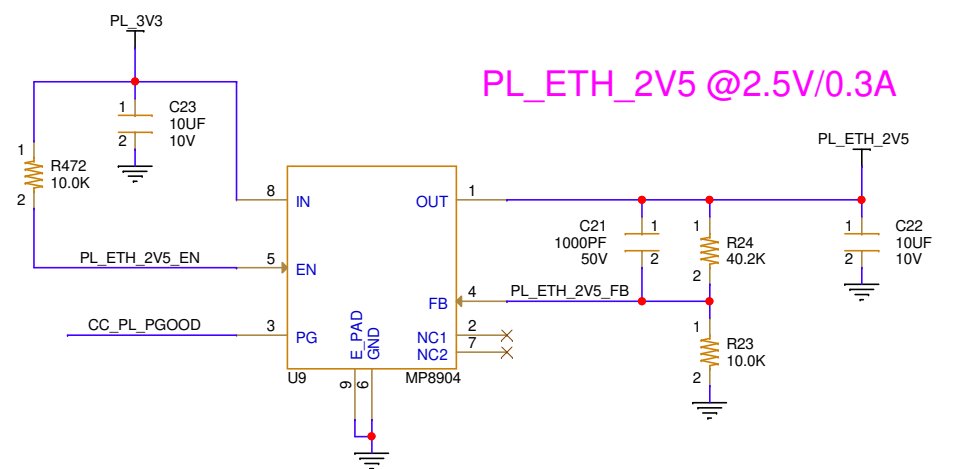 PL_3V3
PL_ETH_2V5 @2.5V/0.3A
1
C23
10UF
10V
2
PL_ETH_2V5
1
R472
10.0K
2
8
IN
OUT
1
C21
1000PF
50V
1
2
1
R24
40.2K
2
1
C22
10UF
10V
2
PL_ETH_2V5_EN
5
EN
FB
4
PL_ETH_2V5_FB
CC_PL_PGOOD
3
PG
E_PAD
GND
NC1
2
NC2
7
1
R23
10.0K
2
U9
9
6
MP8904